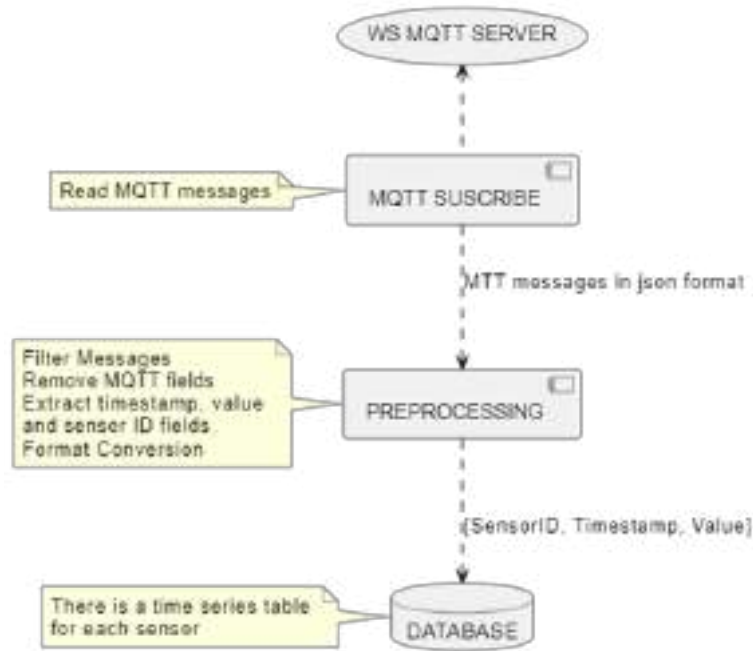 WS MQTT SERVER
Read MQTT messages
MQTT SUSCRIBE
MTT messages in json format
Filter Messages
Remove MQTT fields
Extract timestamp, value
and senser ID fields
Format Conversion
PREPROCESSING
{SensorID, Timestamp, Value}
There is a time series table
for each sensor
DATABASE